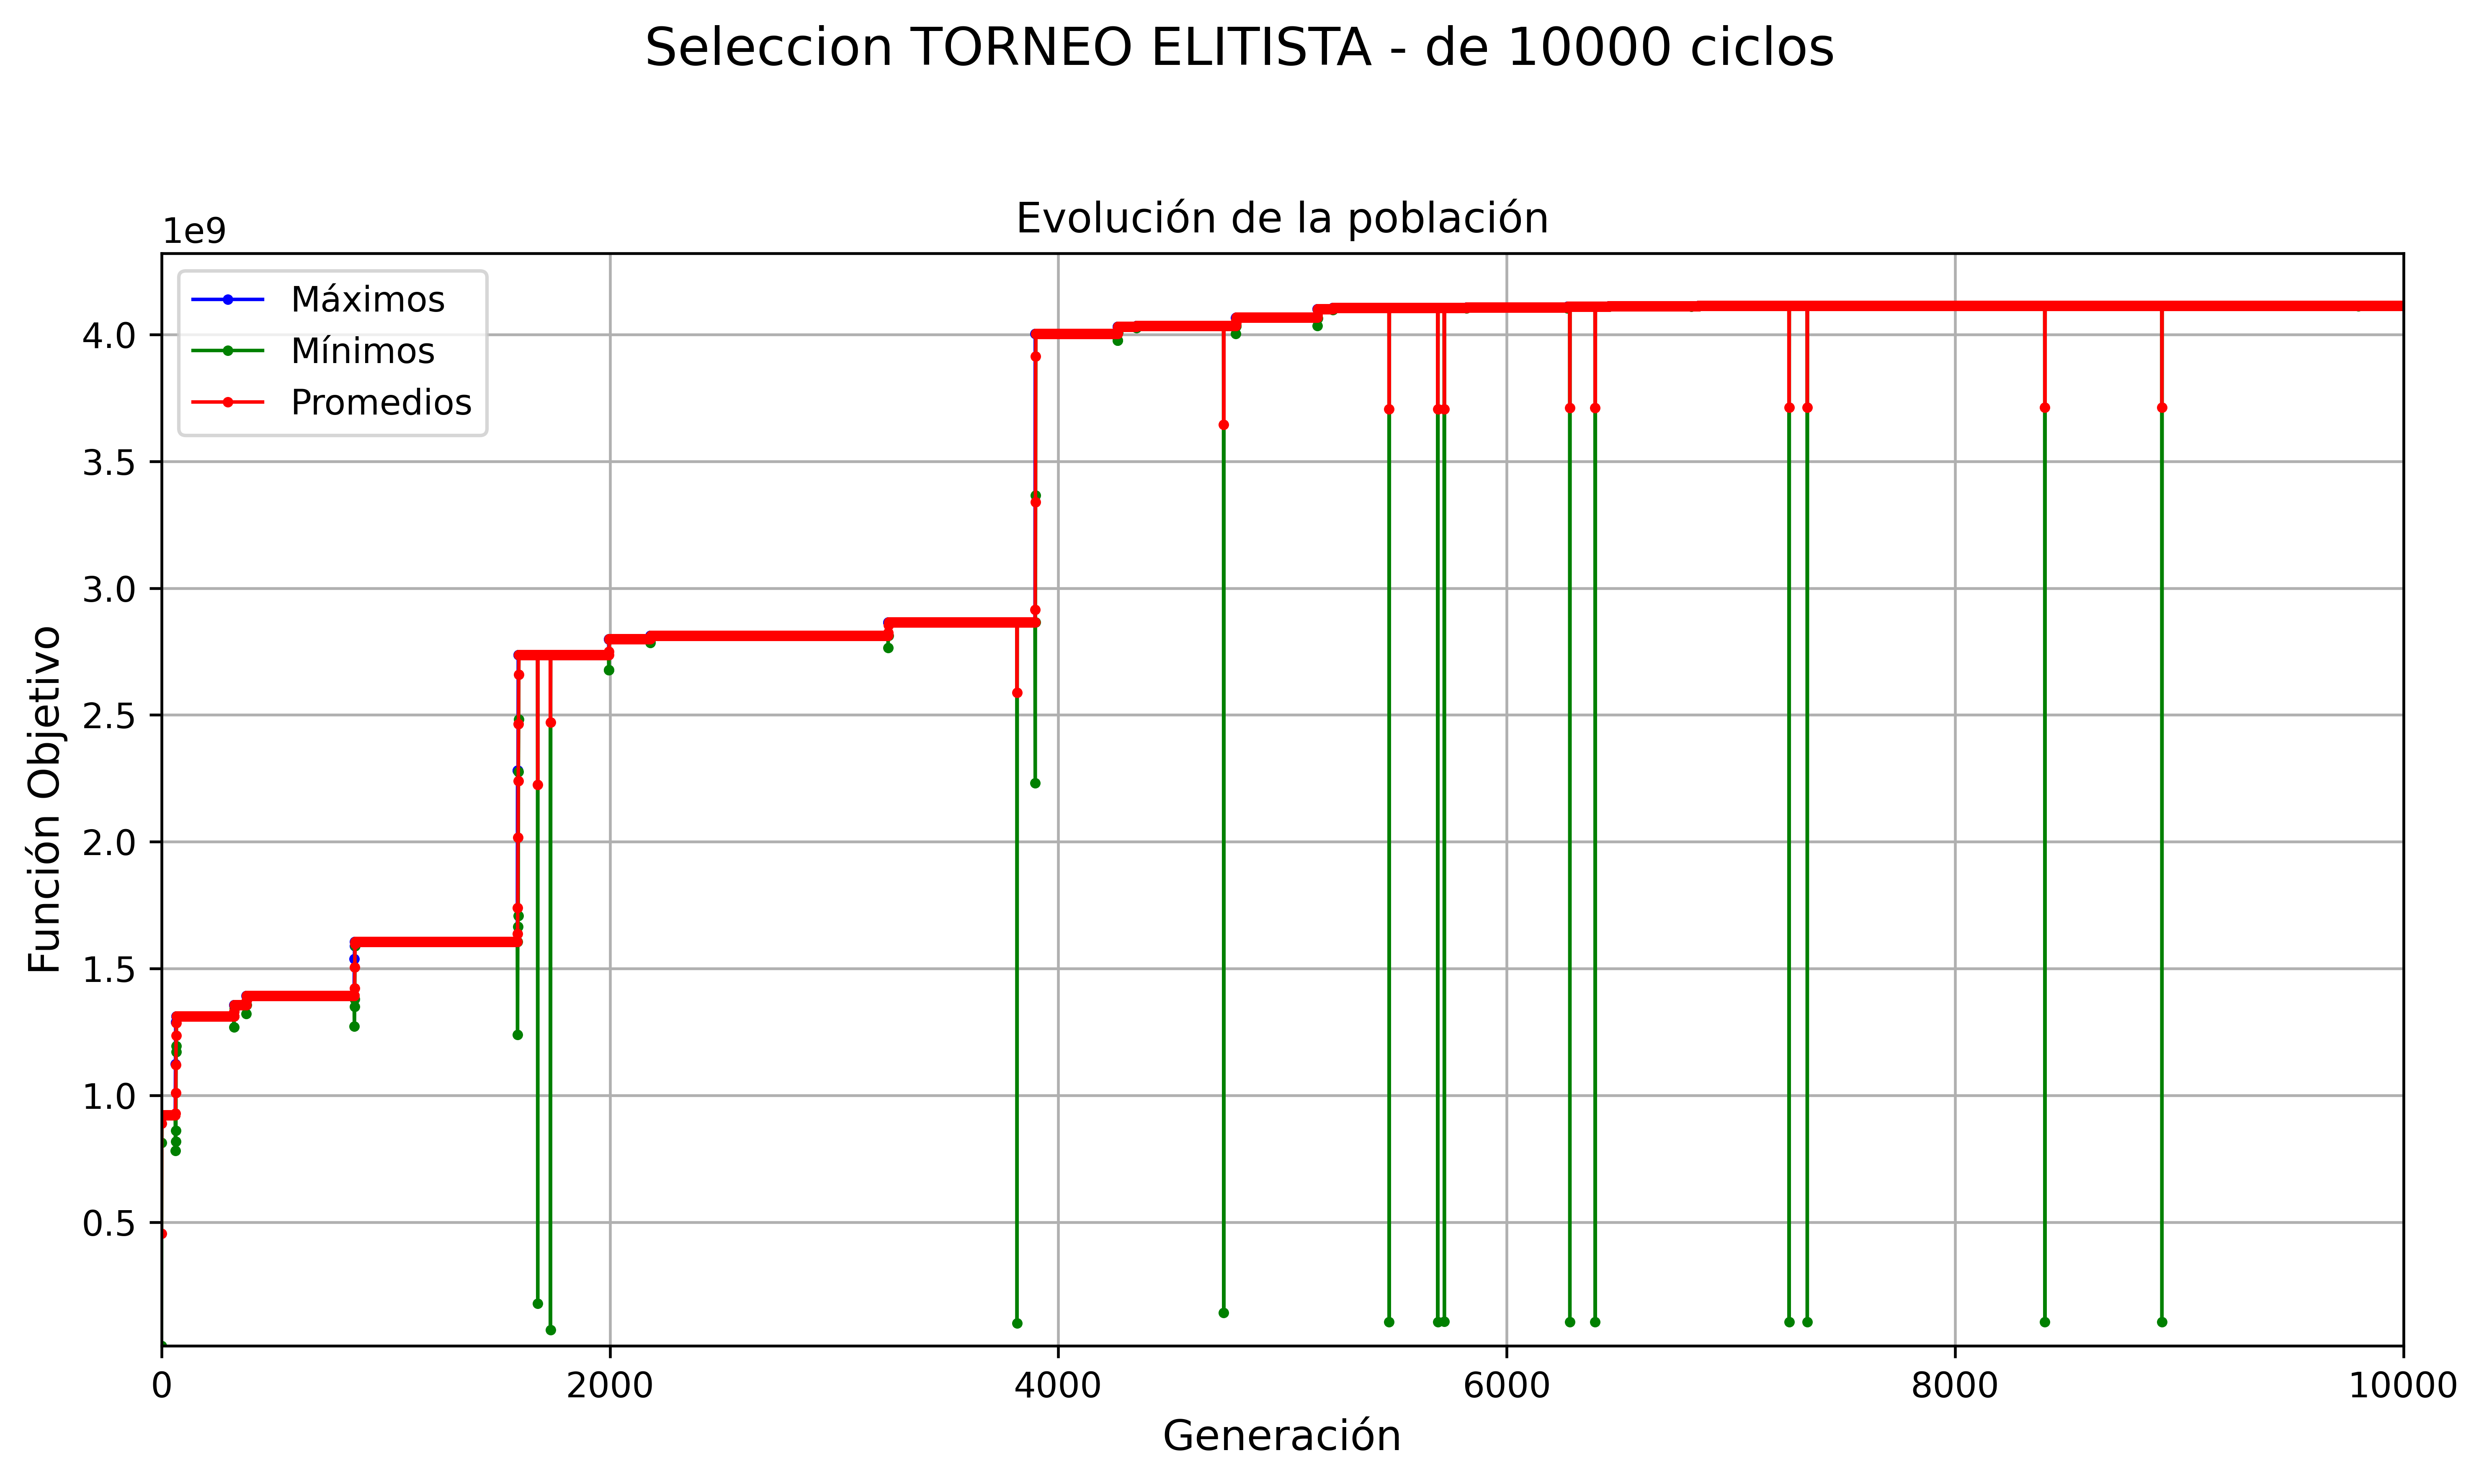 Seleccion TORNEO ELITISTA - de 10000 ciclos
Evolución de la población
1e9
Máximos
Mínimos
Promedios
4.0
3.5
3.0
2.5
2.0
1.5
1.0
0.5
Función Objetivo
0 2000 4000 6000 8000 10000
Generación